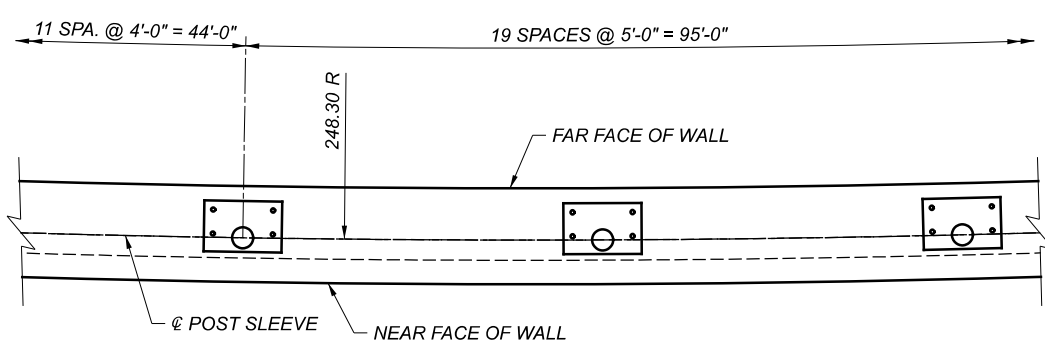 11 SPA. @ 4'-0" = 44'-0"
19 SPACES @ 5'-0" = 95'-0"
248.30 R
FAR FACE OF WALL
℄ POST SLEEVE
NEAR FACE OF WALL